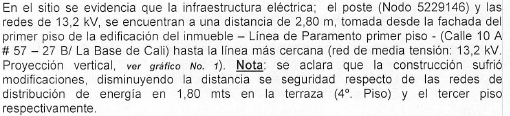 En el sitio se evidencia que la infraestructura eléctrica; el poste (Nodo 5229146) y las
redes de 13,2 kV, se encuentran a una distancia de 2,80 m, tomada desde la fachada del
primer piso de la edificación del inmueble – Línea de Paramento primer piso - (Calle 10 A
# 57 – 27 B/ La Base de Cali) hasta la línea más cercana (red de media tensión: 13,2 kV.
Proyección vertical, ver gráfico No. 1). Nota: se aclara que la construcción sufrió
modificaciones, disminuyendo la distancia se seguridad respecto de las redes de
distribución de energía en 1,80 mts en la terraza (4º. Piso) y el tercer piso
respectivamente.